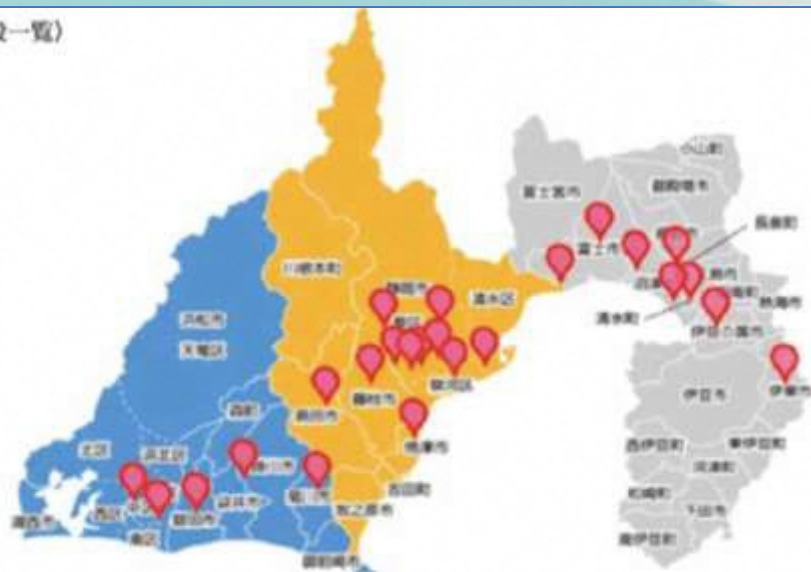 一覧〉
小山町
富士宮市
御殿場市
長泉町
富士市
川根本町
静岡市
清水区
葵区
熱海市
清水町
伊豆の国市
浜松市
天竜区
駿河区
藤枝市
島田市
伊東市
伊豆市
森町
焼津市
北区
浜北区
西伊豆町
東伊豆町
掛川市
河津町
菊川市
吉田町
松崎町
袋井市
牧之原市
西区
磐田市
下田市
湖西市
南区
南伊豆町
御前崎市